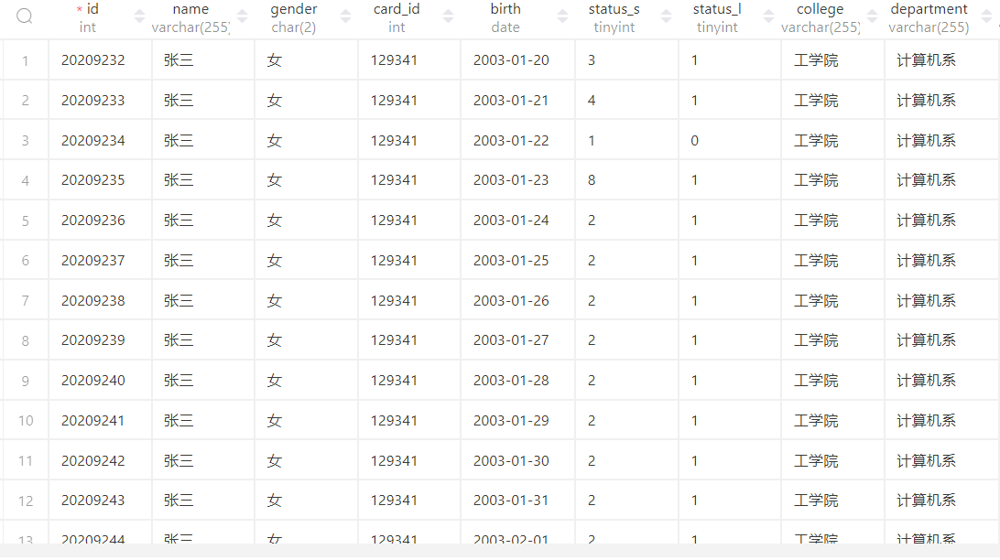 * id name gender card_id birth status_s status_l college department
int varchar(255) char(2) int date tinyint tinyint varchar(255) varchar(255)
1 20209232 张三 女 129341 2003-01-20 3 1 工学院 计算机系
2 20209233 张三 女 129341 2003-01-21 4 1 工学院 计算机系
3 20209234 张三 女 129341 2003-01-22 1 0 工学院 计算机系
4 20209235 张三 女 129341 2003-01-23 8 1 工学院 计算机系
5 20209236 张三 女 129341 2003-01-24 2 1 工学院 计算机系
6 20209237 张三 女 129341 2003-01-25 2 1 工学院 计算机系
7 20209238 张三 女 129341 2003-01-26 2 1 工学院 计算机系
8 20209239 张三 女 129341 2003-01-27 2 1 工学院 计算机系
9 20209240 张三 女 129341 2003-01-28 2 1 工学院 计算机系
10 20209241 张三 女 129341 2003-01-29 2 1 工学院 计算机系
11 20209242 张三 女 129341 2003-01-30 2 1 工学院 计算机系
12 20209243 张三 女 129341 2003-01-31 2 1 工学院 计算机系
13 20209244 张三 女 129341 2003-02-01 2 1 工学院 计算机系